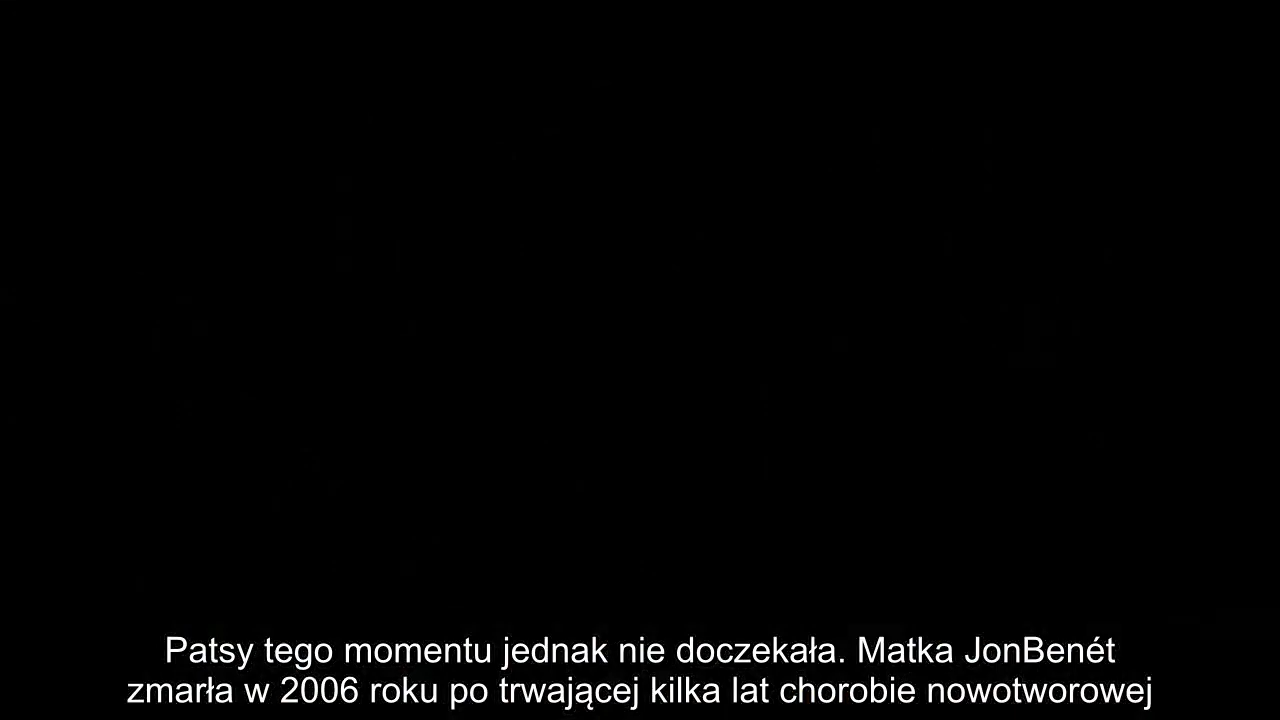 Patsy tego momentu jednak nie doczekała. Matka JonBenét
zmarła w 2006 roku po trwającej kilka lat chorobie nowotworowej